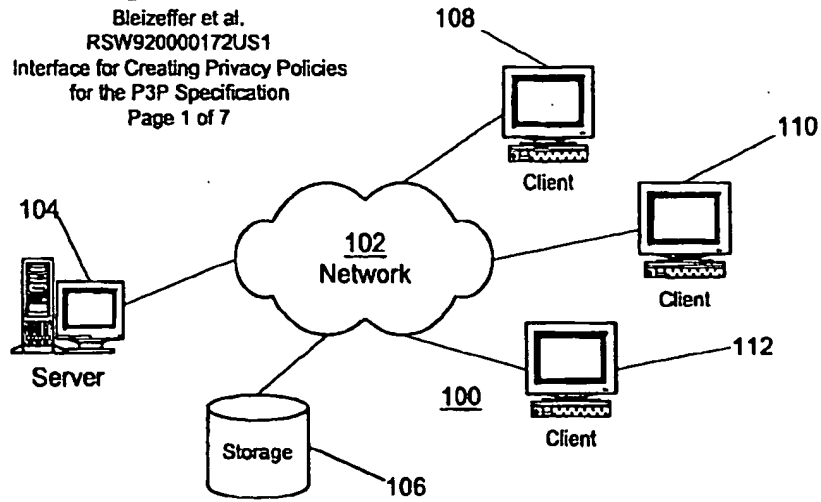 Bleizeffer et al.
RSW920000172US1
Interface for Creating Privacy Policies
for the P3P Specification
Page 1 of 7
108
110
Client
104
102
Network
Client
Server
112
100
Storage
Client
106